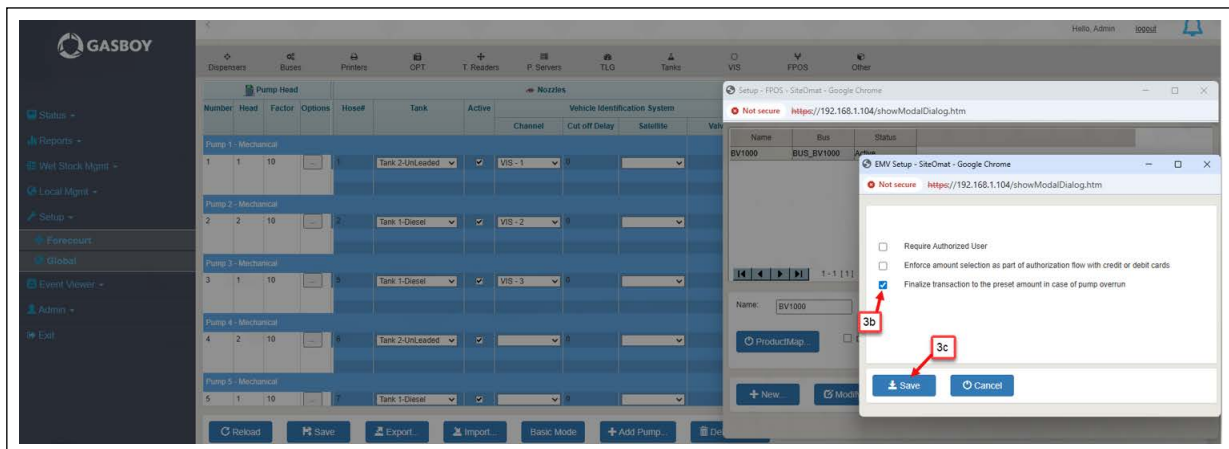 Hello, Admin logout
GASBOY
Dispensers Buses Printers OPT T. Readers P. Servers TLG Tanks VIS FPOS Other
Pump Head Nozzles
Number Head Factor Options Hose# Tank Active Vehicle Identification System
Channel Cut off Delay Satellite Valv
Status
Reports
Wet Stock Mgmt
Local Mgmt
Setup
Forecourt
Global
Event Viewer
Admin
Exit
Pump 1 - Mechanical
1 1 10 ... 1 Tank 2-UnLeaded VIS - 1 0
Pump 2 - Mechanical
2 2 10 ... 2 Tank 1-Diesel VIS - 2 0
Pump 3 - Mechanical
3 1 10 ... 5 Tank 1-Diesel VIS - 3 0
Pump 4 - Mechanical
4 2 10 ... 6 Tank 2-UnLeaded 0
Pump 5 - Mechanical
5 1 10 ... 7 Tank 1-Diesel 0
Reload Save Export... Import... Basic Mode Add Pump... De
Setup - FPOS - SiteOmat - Google Chrome
Not secure https://192.168.1.104/showModalDialog.htm
Name Bus Status
BV1000 BUS_BV1000 Active
1 - 1 [1]
Name: BV1000
ProductMap...
New... Modif
EMV Setup - SiteOmat - Google Chrome
Not secure https://192.168.1.104/showModalDialog.htm
Require Authorized User
Enforce amount selection as part of authorization flow with credit or debit cards
Finalize transaction to the preset amount in case of pump overrun
3b
3c
Save Cancel